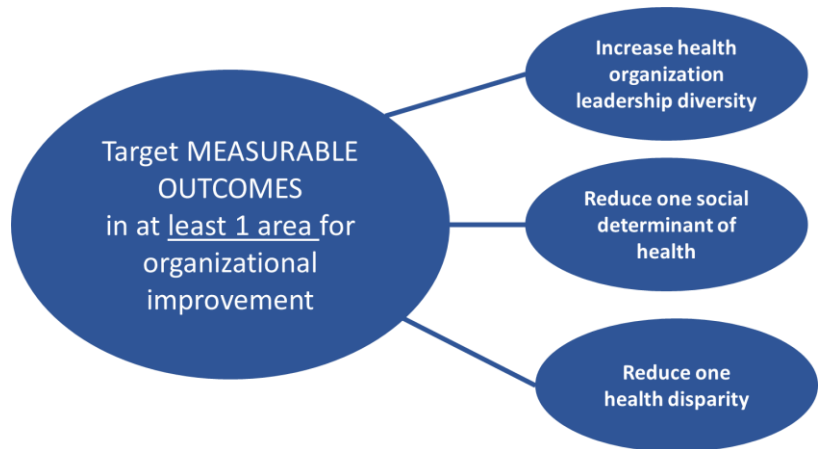 Target MEASURABLE
OUTCOMES
in at least 1 area for
organizational
improvement
Increase health
organization
leadership diversity
Reduce one social
determinant of
health
Reduce one
health disparity